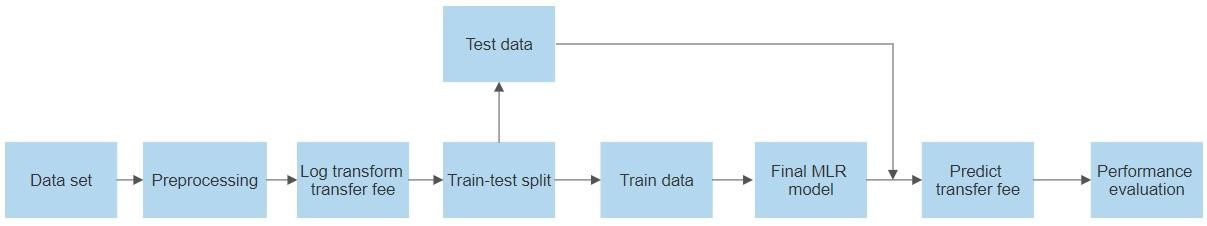 Test data
Data set
Preprocessing
Log transform
transfer fee
Train-test split
Train data
Final MLR
model
Predict
transfer fee
Performance
evaluation